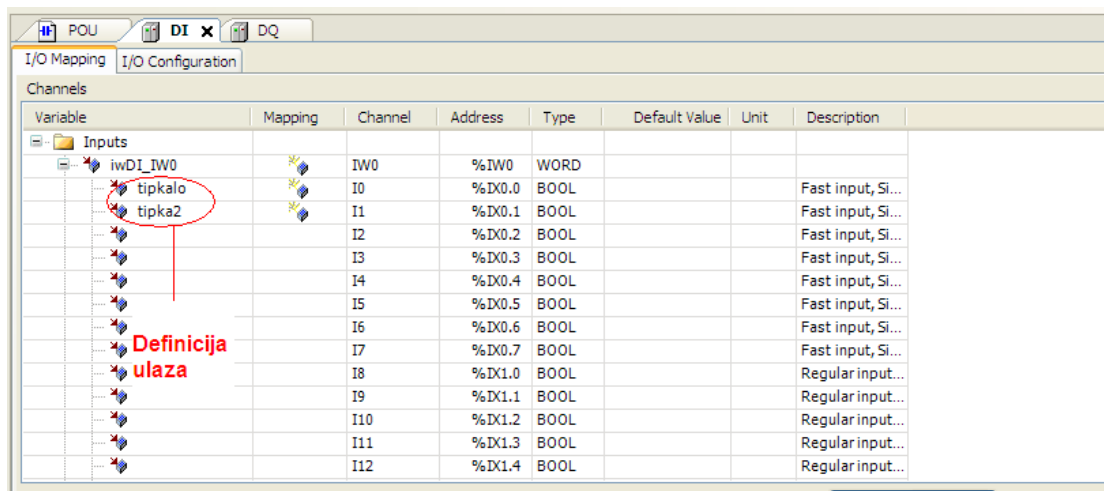 POU DI X DQ
I/O Mapping I/O Configuration
Channels
Variable Mapping Channel Address Type Default Value Unit Description
Inputs
iwDI_IW0 IW0 %IW0 WORD
tipkalo I0 %IX0.0 BOOL Fast input, Si...
tipka2 I1 %IX0.1 BOOL Fast input, Si...
I2 %IX0.2 BOOL Fast input, Si...
I3 %IX0.3 BOOL Fast input, Si...
I4 %IX0.4 BOOL Fast input, Si...
I5 %IX0.5 BOOL Fast input, Si...
I6 %IX0.6 BOOL Fast input, Si...
I7 %IX0.7 BOOL Fast input, Si...
I8 %IX1.0 BOOL Regular input...
I9 %IX1.1 BOOL Regular input...
I10 %IX1.2 BOOL Regular input...
I11 %IX1.3 BOOL Regular input...
I12 %IX1.4 BOOL Regular input...
Definicija
ulaza